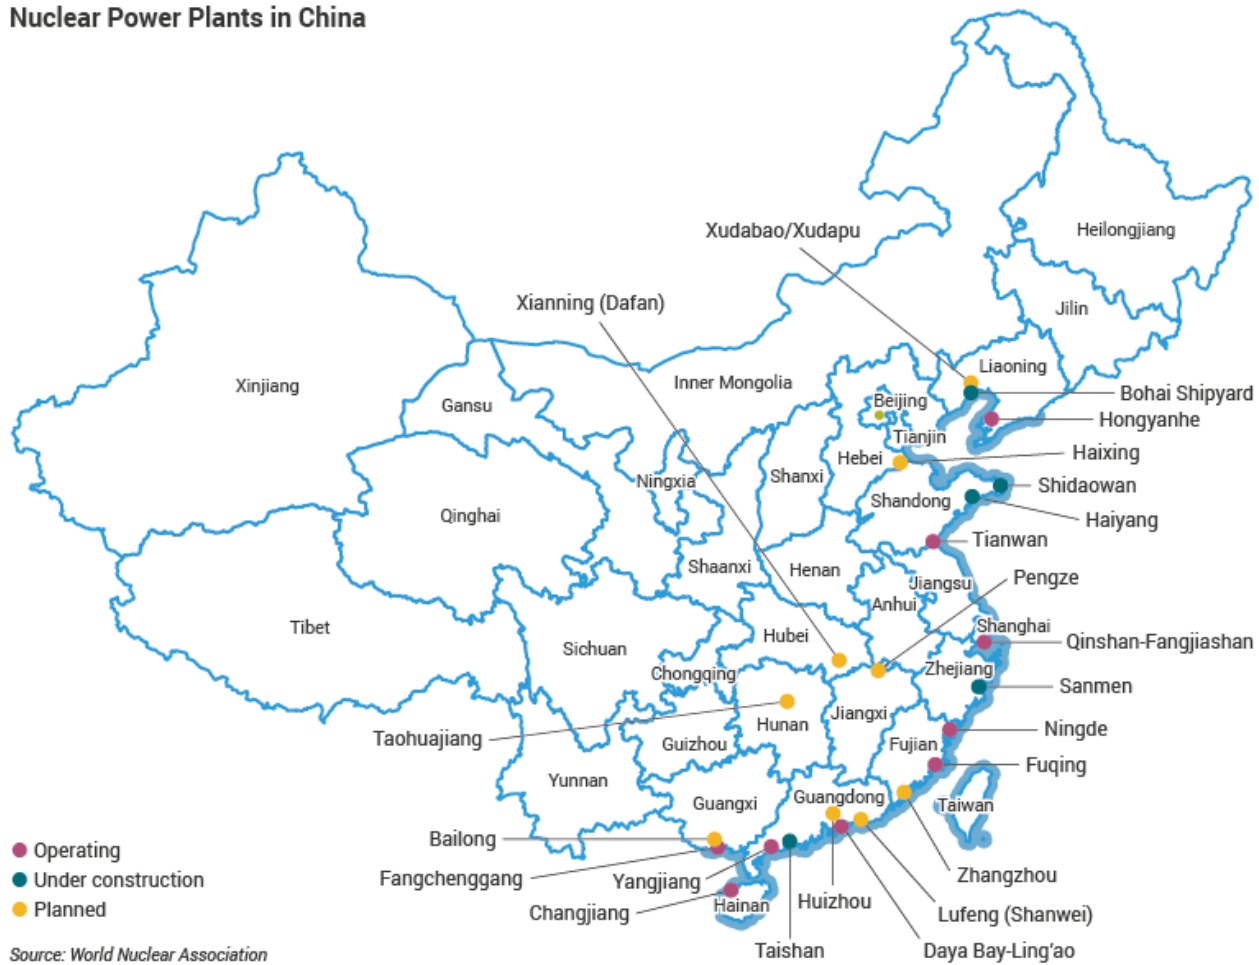 Nuclear Power Plants in China
Xudabao/Xudapu
Heilongjiang
Xianning (Dafan)
Jilin
Liaoning
Xinjiang
Inner Mongolia
Bohai Shipyard
Gansu
Beijing
Hongyanhe
Tianjin
Haixing
Hebei
Shanxi
Ningxia
Shidaowan
Shandong
Qinghai
Haiyang
Tianwan
Shaanxi
Henan
Pengze
Jiangsu
Anhui
Tibet
Shanghai
Hubei
Qinshan-Fangjiashan
Sichuan
Zhejiang
Chongqing
Sanmen
Jiangxi
Hunan
Ningde
Taohuajiang
Guizhou
Fujian
Fuqing
Yunnan
Guangdong
Guangxi
Taiwan
Bailong
Operating
Zhangzhou
Fangchenggang
Yangjiang
Under construction
Huizhou
Hainan
Planned
Changjiang
Lufeng (Shanwei)
Taishan
Daya Bay-Ling'ao
Source: World Nuclear Association